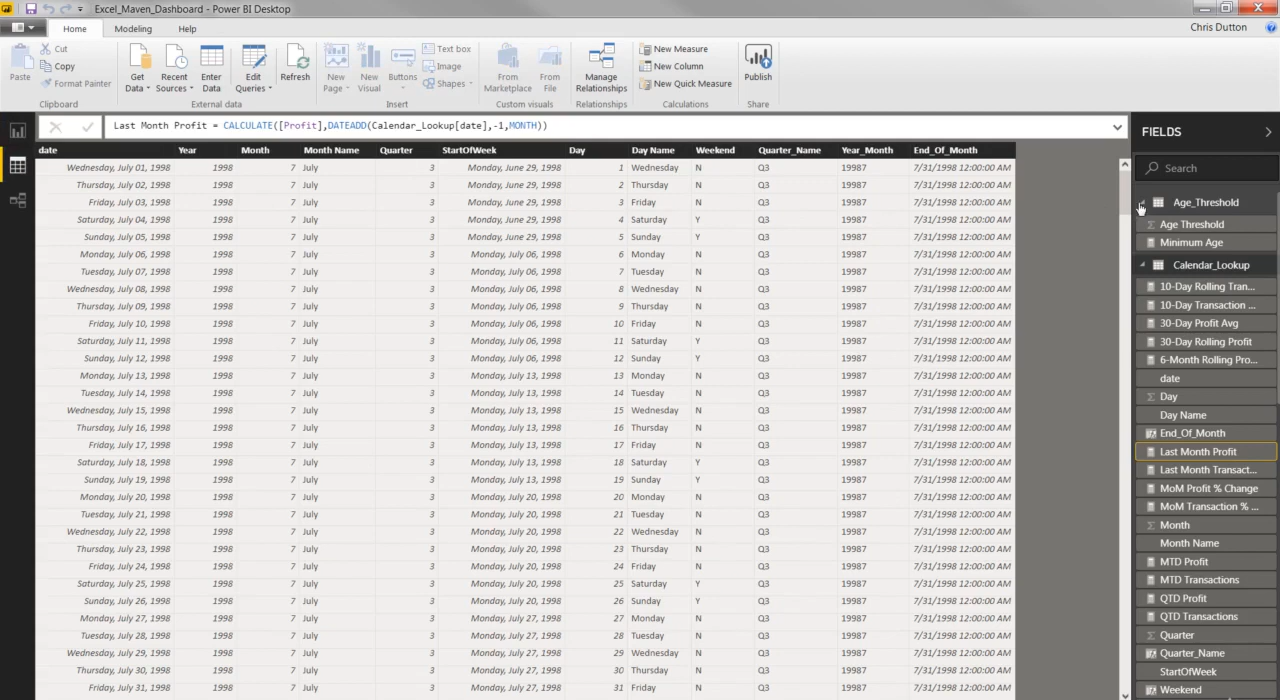 Excel_Maven_Dashboard - Power BI Desktop
Home Modeling Help Chris Dutton
Paste Cut Copy Format Painter
Get Data Recent Sources Enter Data Edit Queries Refresh
New Page New Visual Buttons Text box Image Shapes
From Marketplace From File Manage Relationships
New Measure New Column New Quick Measure Publish
Clipboard External data Insert Custom visuals Relationships Calculations Share
Last Month Profit = CALCULATE([Profit],DATEADD(Calendar_Lookup[date],-1,MONTH))
date Year Month Month Name Quarter StartOfWeek Day Day Name Weekend Quarter_Name Year_Month End_Of_Month
Wednesday, July 01, 1998 1998 7 July 3 Monday, June 29, 1998 1 Wednesday N Q3 19987 7/31/1998 12:00:00 AM
Thursday, July 02, 1998 1998 7 July 3 Monday, June 29, 1998 2 Thursday N Q3 19987 7/31/1998 12:00:00 AM
Friday, July 03, 1998 1998 7 July 3 Monday, June 29, 1998 3 Friday N Q3 19987 7/31/1998 12:00:00 AM
Saturday, July 04, 1998 1998 7 July 3 Monday, June 29, 1998 4 Saturday Y Q3 19987 7/31/1998 12:00:00 AM
Sunday, July 05, 1998 1998 7 July 3 Monday, June 29, 1998 5 Sunday Y Q3 19987 7/31/1998 12:00:00 AM
Monday, July 06, 1998 1998 7 July 3 Monday, July 06, 1998 6 Monday N Q3 19987 7/31/1998 12:00:00 AM
Tuesday, July 07, 1998 1998 7 July 3 Monday, July 06, 1998 7 Tuesday N Q3 19987 7/31/1998 12:00:00 AM
Wednesday, July 08, 1998 1998 7 July 3 Monday, July 06, 1998 8 Wednesday N Q3 19987 7/31/1998 12:00:00 AM
Thursday, July 09, 1998 1998 7 July 3 Monday, July 06, 1998 9 Thursday N Q3 19987 7/31/1998 12:00:00 AM
Friday, July 10, 1998 1998 7 July 3 Monday, July 06, 1998 10 Friday N Q3 19987 7/31/1998 12:00:00 AM
Saturday, July 11, 1998 1998 7 July 3 Monday, July 06, 1998 11 Saturday Y Q3 19987 7/31/1998 12:00:00 AM
Sunday, July 12, 1998 1998 7 July 3 Monday, July 06, 1998 12 Sunday Y Q3 19987 7/31/1998 12:00:00 AM
Monday, July 13, 1998 1998 7 July 3 Monday, July 13, 1998 13 Monday N Q3 19987 7/31/1998 12:00:00 AM
Tuesday, July 14, 1998 1998 7 July 3 Monday, July 13, 1998 14 Tuesday N Q3 19987 7/31/1998 12:00:00 AM
Wednesday, July 15, 1998 1998 7 July 3 Monday, July 13, 1998 15 Wednesday N Q3 19987 7/31/1998 12:00:00 AM
Thursday, July 16, 1998 1998 7 July 3 Monday, July 13, 1998 16 Thursday N Q3 19987 7/31/1998 12:00:00 AM
Friday, July 17, 1998 1998 7 July 3 Monday, July 13, 1998 17 Friday N Q3 19987 7/31/1998 12:00:00 AM
Saturday, July 18, 1998 1998 7 July 3 Monday, July 13, 1998 18 Saturday Y Q3 19987 7/31/1998 12:00:00 AM
Sunday, July 19, 1998 1998 7 July 3 Monday, July 13, 1998 19 Sunday Y Q3 19987 7/31/1998 12:00:00 AM
Monday, July 20, 1998 1998 7 July 3 Monday, July 20, 1998 20 Monday N Q3 19987 7/31/1998 12:00:00 AM
Tuesday, July 21, 1998 1998 7 July 3 Monday, July 20, 1998 21 Tuesday N Q3 19987 7/31/1998 12:00:00 AM
Wednesday, July 22, 1998 1998 7 July 3 Monday, July 20, 1998 22 Wednesday N Q3 19987 7/31/1998 12:00:00 AM
Thursday, July 23, 1998 1998 7 July 3 Monday, July 20, 1998 23 Thursday N Q3 19987 7/31/1998 12:00:00 AM
Friday, July 24, 1998 1998 7 July 3 Monday, July 20, 1998 24 Friday N Q3 19987 7/31/1998 12:00:00 AM
Saturday, July 25, 1998 1998 7 July 3 Monday, July 20, 1998 25 Saturday Y Q3 19987 7/31/1998 12:00:00 AM
Sunday, July 26, 1998 1998 7 July 3 Monday, July 20, 1998 26 Sunday Y Q3 19987 7/31/1998 12:00:00 AM
Monday, July 27, 1998 1998 7 July 3 Monday, July 27, 1998 27 Monday N Q3 19987 7/31/1998 12:00:00 AM
Tuesday, July 28, 1998 1998 7 July 3 Monday, July 27, 1998 28 Tuesday N Q3 19987 7/31/1998 12:00:00 AM
Wednesday, July 29, 1998 1998 7 July 3 Monday, July 27, 1998 29 Wednesday N Q3 19987 7/31/1998 12:00:00 AM
Thursday, July 30, 1998 1998 7 July 3 Monday, July 27, 1998 30 Thursday N Q3 19987 7/31/1998 12:00:00 AM
Friday, July 31, 1998 1998 7 July 3 Monday, July 27, 1998 31 Friday N Q3 19987 7/31/1998 12:00:00 AM
FIELDS
Search
Age_Threshold
Age Threshold
Minimum Age
Calendar_Lookup
10-Day Rolling Tran...
10-Day Transaction ...
30-Day Profit Avg
30-Day Rolling Profit
6-Month Rolling Pro...
date
Day
Day Name
End_Of_Month
Last Month Profit
Last Month Transact...
MoM Profit % Change
MoM Transaction % ...
Month
Month Name
MTD Profit
MTD Transactions
QTD Profit
QTD Transactions
Quarter
Quarter_Name
StartOfWeek
Weekend